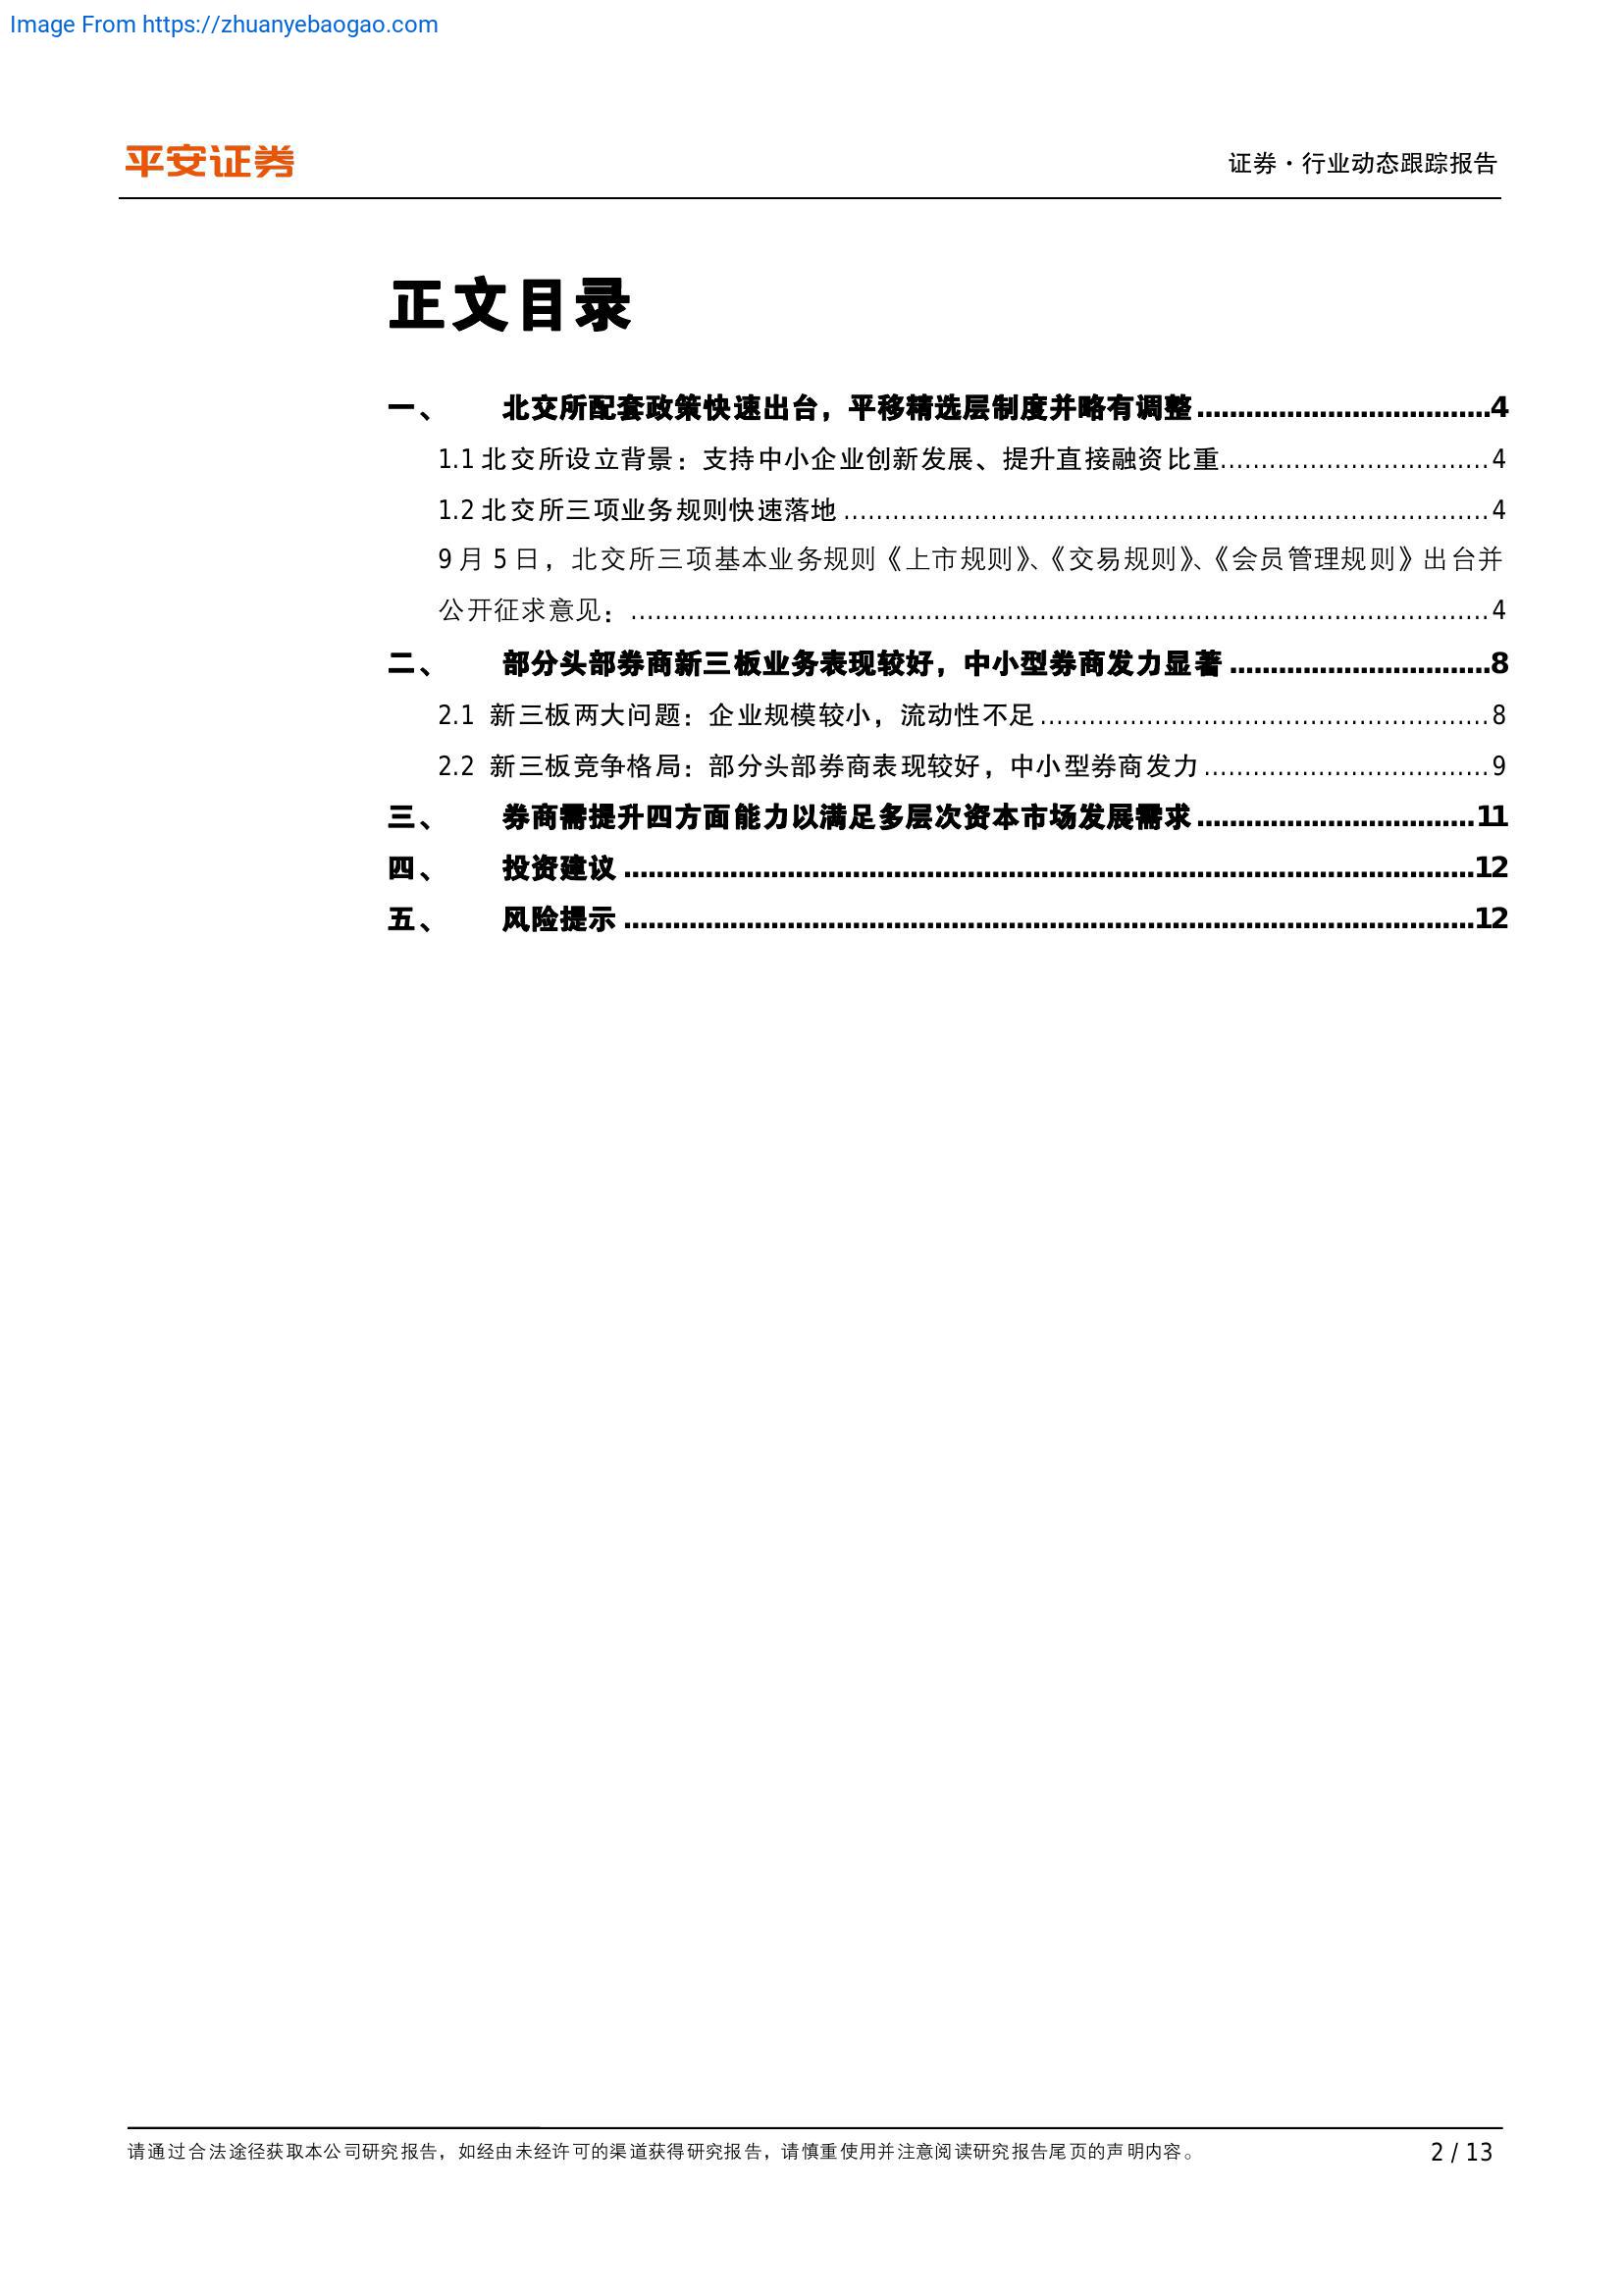 Image From https://zhuanyebaogao.com
平安证券
证券·行业动态跟踪报告
正文目录
一、 北交所配套政策快速出台，平移精选层制度并略有调整....................................4
1.1 北交所设立背景：支持中小企业创新发展、提升直接融资比重.................................4
1.2 北交所三项业务规则快速落地................................................................................4
9 月 5 日，北交所三项基本业务规则《上市规则》、《交易规则》、《会员管理规则》出台并
公开征求意见：..........................................................................................................4
二、 部分头部券商新三板业务表现较好，中小型券商发力显著................................8
2.1 新三板两大问题：企业规模较小，流动性不足.......................................................8
2.2 新三板竞争格局：部分头部券商表现较好，中小型券商发力...................................9
三、 券商需提升四方面能力以满足多层次资本市场发展需求..................................11
四、 投资建议........................................................................................................12
五、 风险提示........................................................................................................12
请通过合法途径获取本公司研究报告，如经由未经许可的渠道获得研究报告，请慎重使用并注意阅读研究报告尾页的声明内容。
2 / 13